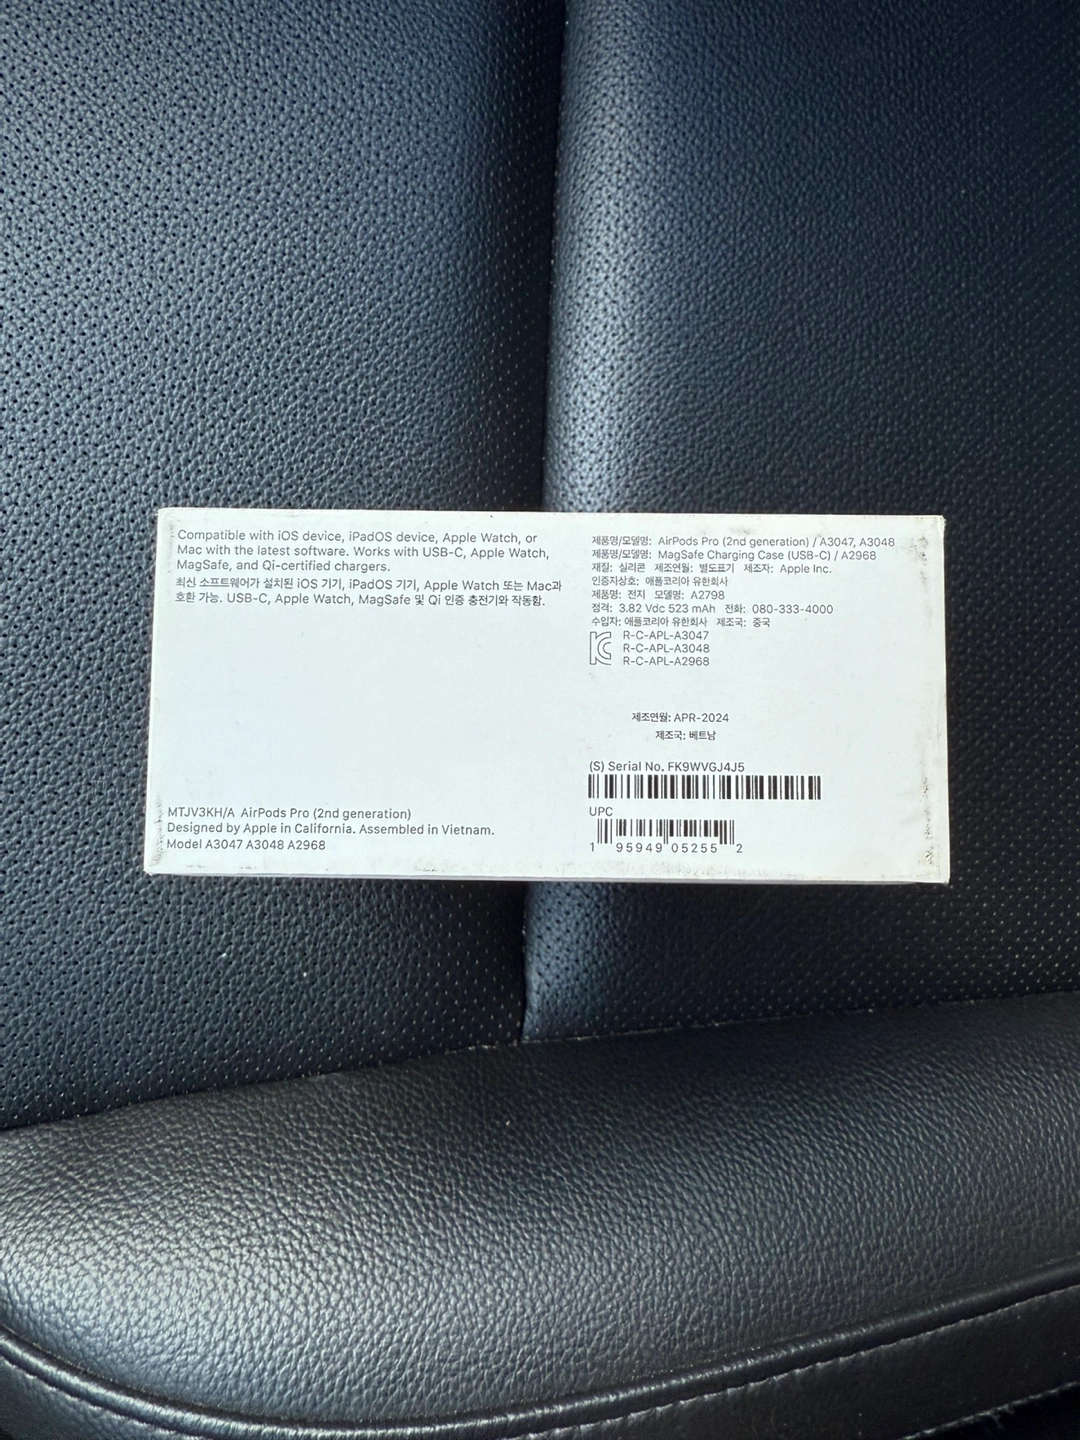 Compatible with iOS device, iPadOS device, Apple Watch, or
Mac with the latest software. Works with USB-C, Apple Watch,
MagSafe, and Qi-certified chargers.
최신 소프트웨어가 설치된 iOS 기기, iPadOS 기기, Apple Watch 또는 Mac과
호환 가능. USB-C, Apple Watch, MagSafe 및 Qi 인증 충전기와 작동함.
MTJV3KH/A AirPods Pro (2nd generation)
Designed by Apple in California. Assembled in Vietnam.
Model A3047 A3048 A2968
제품명/모델명: AirPods Pro (2nd generation) / A3047, A3048
제품명/모델명: MagSafe Charging Case (USB-C) / A2968
재질: 실리콘 제조연월: 별도표기 제조자: Apple Inc.
인증자상호: 애플코리아 유한회사
제품명: 전지 모델명: A2798
정격: 3.82 Vdc 523 mAh 전화: 080-333-4000
수입자: 애플코리아 유한회사 제조국: 중국
R-C-APL-A3047
R-C-APL-A3048
R-C-APL-A2968
제조연월: APR-2024
제조국: 베트남
(S) Serial No. FK9WVGJ4J5
UPC
1 95949 05255 2